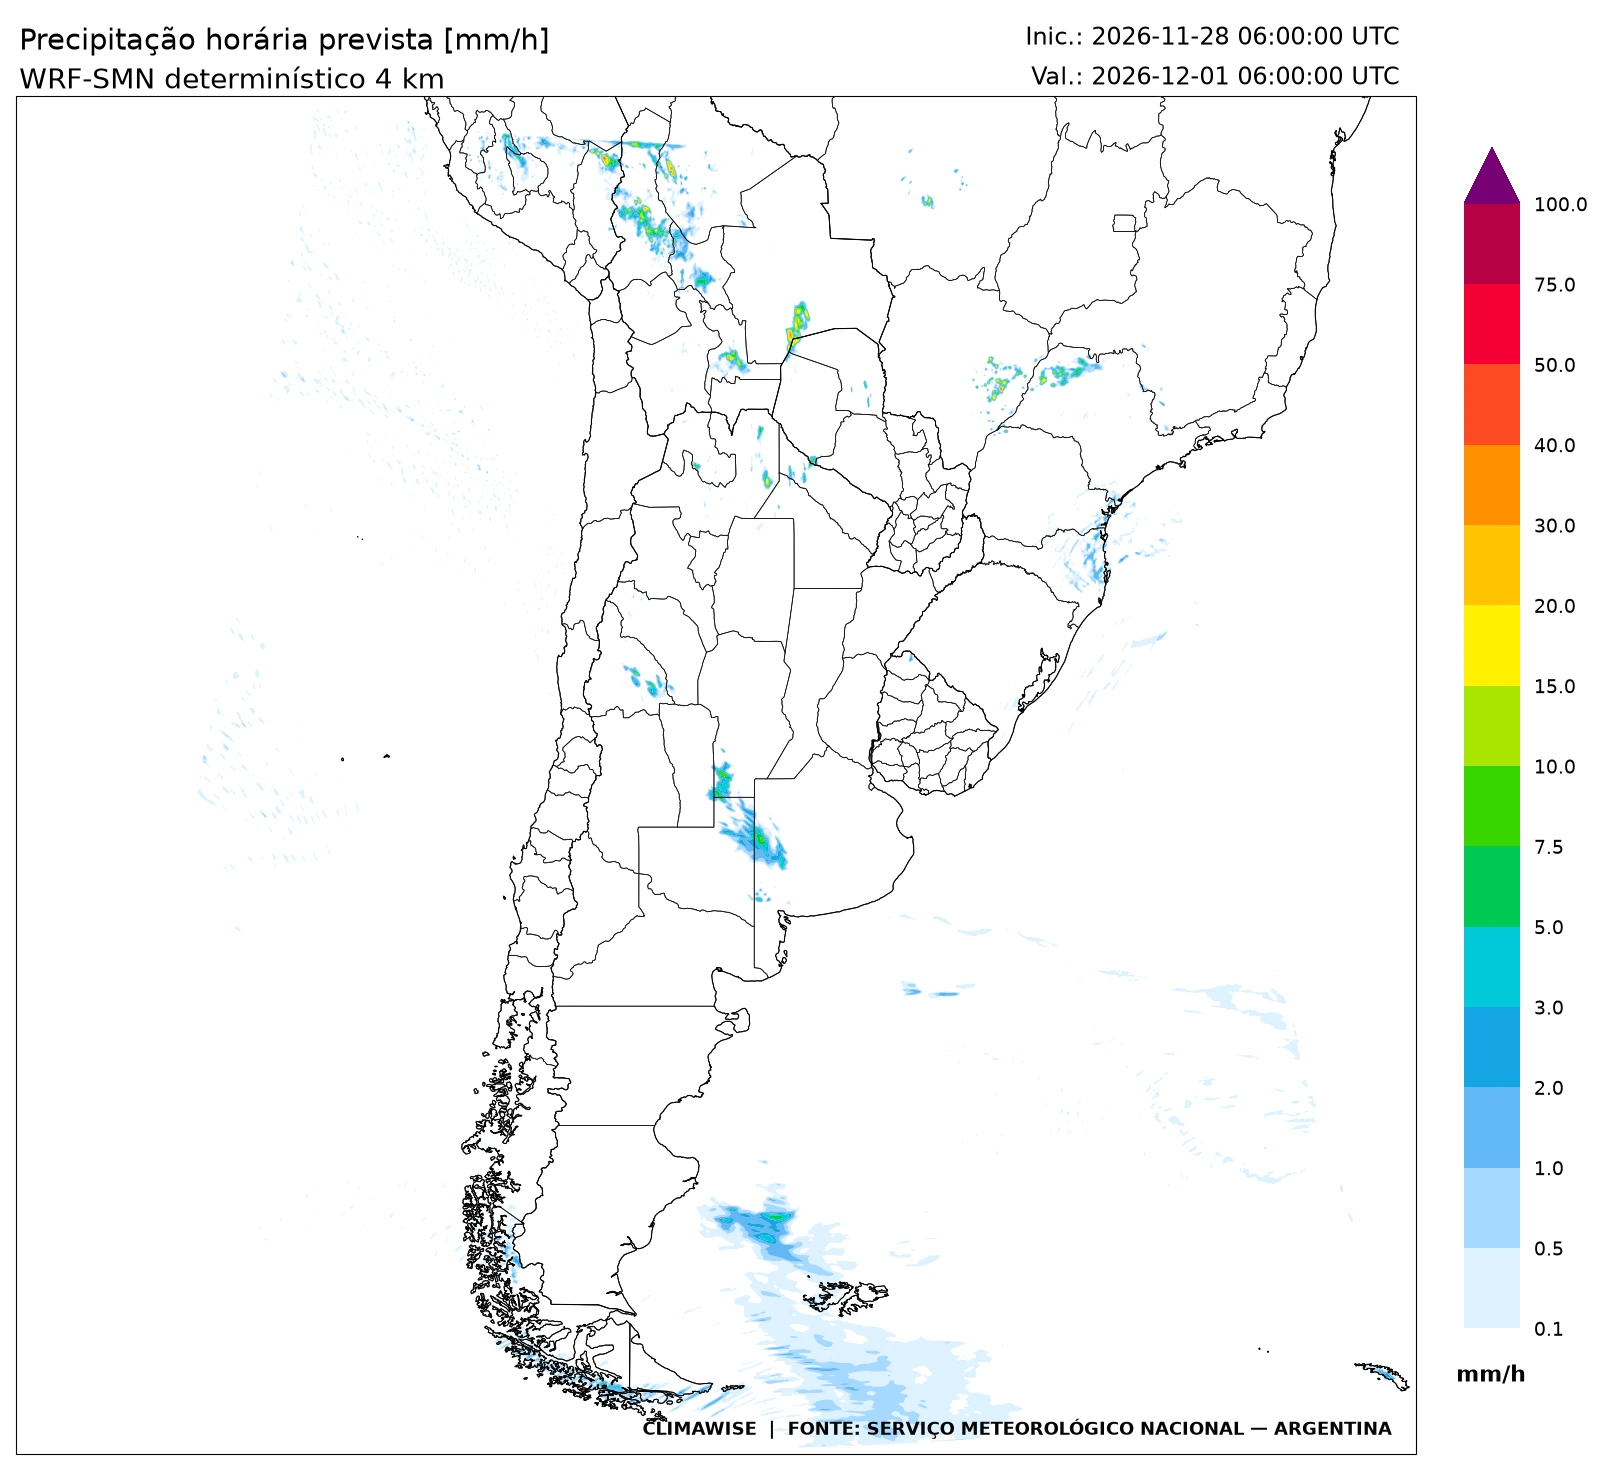 Precipitação horária prevista [mm/h]
WRF-SMN determinístico 4 km
Inic.: 2026-11-28 06:00:00 UTC
Val.: 2026-12-01 06:00:00 UTC
100.0
75.0
50.0
40.0
30.0
20.0
15.0
10.0
7.5
5.0
3.0
2.0
1.0
0.5
0.1
mm/h
CLIMAWISE | FONTE: SERVIÇO METEOROLÓGICO NACIONAL — ARGENTINA